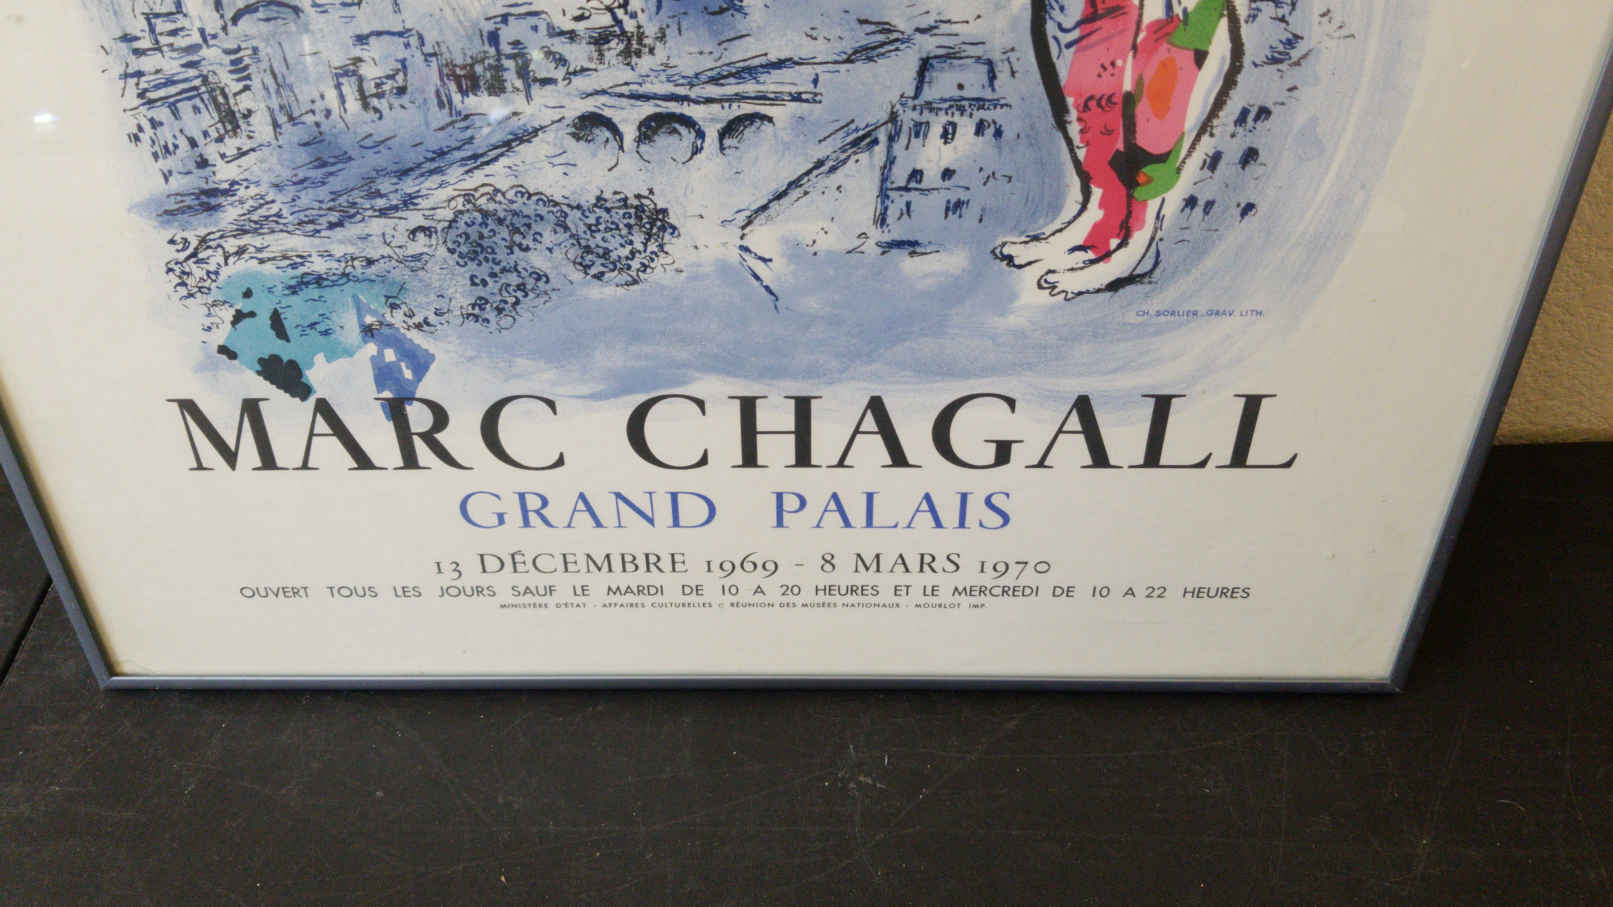 CH. SORLIER_GRAV. LITH.
MARC CHAGALL
GRAND PALAIS
13 DÉCEMBRE 1969 - 8 MARS 1970
OUVERT TOUS LES JOURS SAUF LE MARDI DE 10 A 20 HEURES ET LE MERCREDI DE 10 A 22 HEURES
MINISTÈRE D'ÉTAT - AFFAIRES CULTURELLES © RÉUNION DES MUSÉES NATIONAUX - MOURLOT IMP.